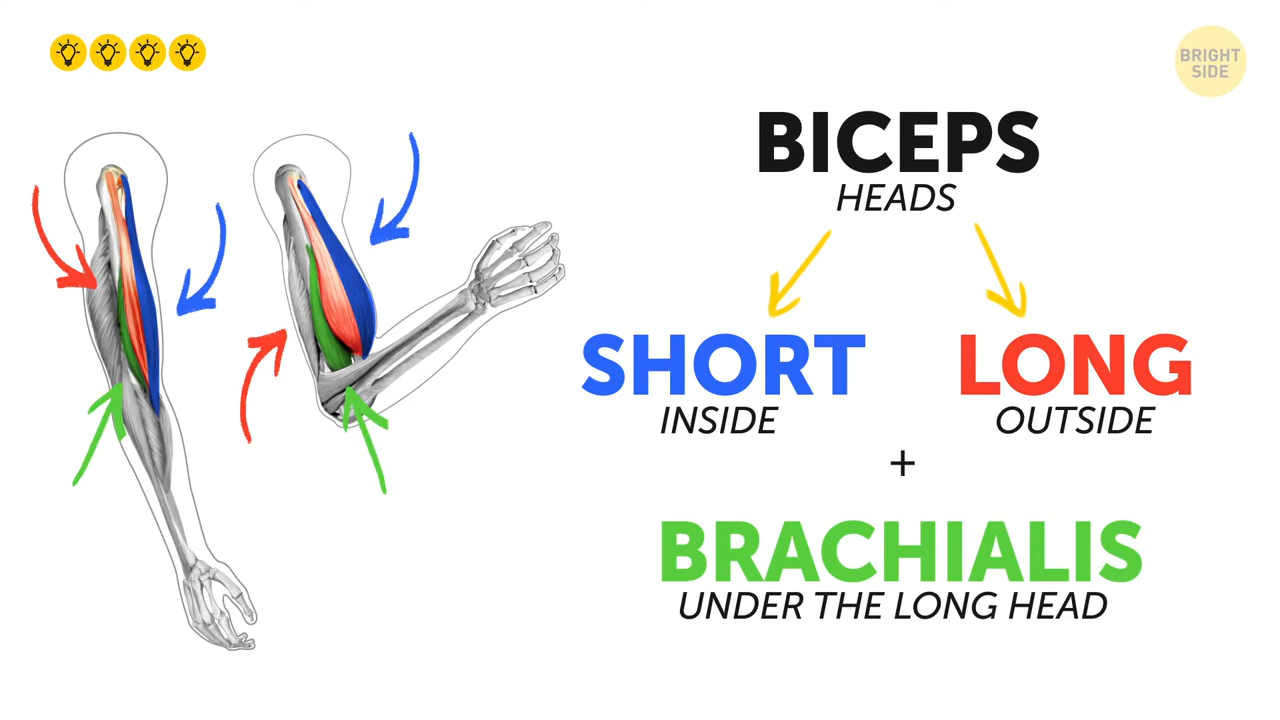 BRIGHT
SIDE
BICEPS
HEADS
SHORT
INSIDE
LONG
OUTSIDE
+
BRACHIALIS
UNDER THE LONG HEAD